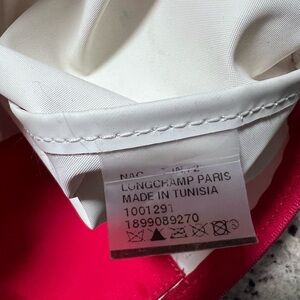 LONGCHAMP PARIS
MADE IN TUNISIA
1001291
1899089270